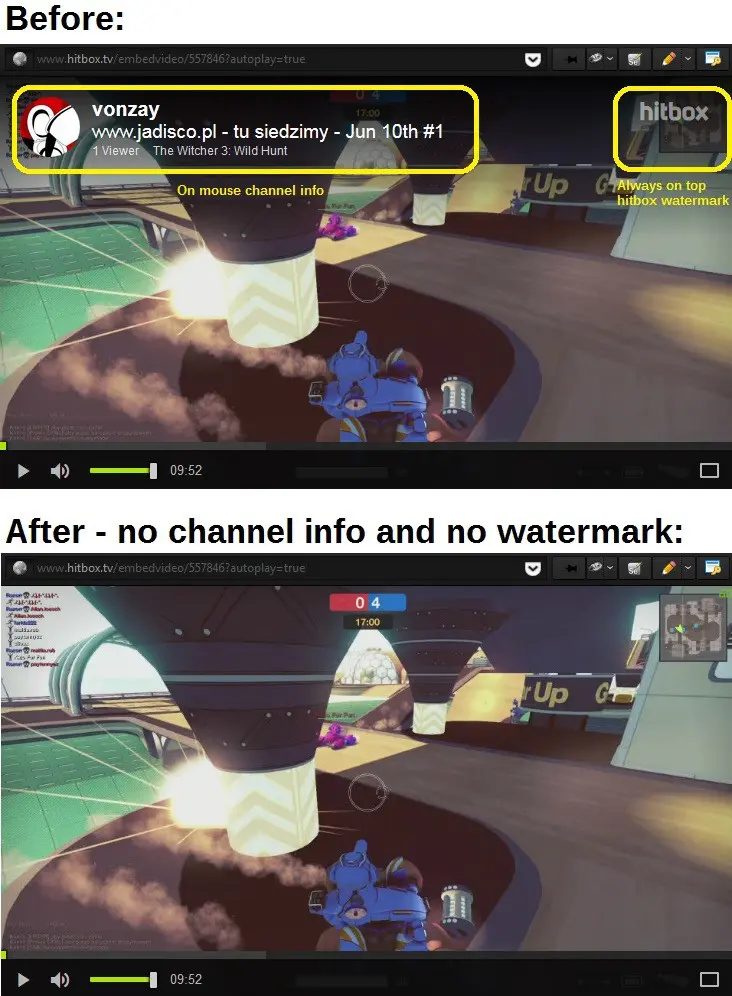 Before:
www.hitbox.tv/embedvideo/557846?autoplay=true
0 4
17:00
vonzay
www.jadisco.pl - tu siedzimy - Jun 10th #1
1 Viewer The Witcher 3: Wild Hunt
hitbox
On mouse channel info
Always on top
hitbox watermark
r Up G
09:52
After - no channel info and no watermark:
www.hitbox.tv/embedvideo/557846?autoplay=true
0 4
17:00
r Up G
09:52